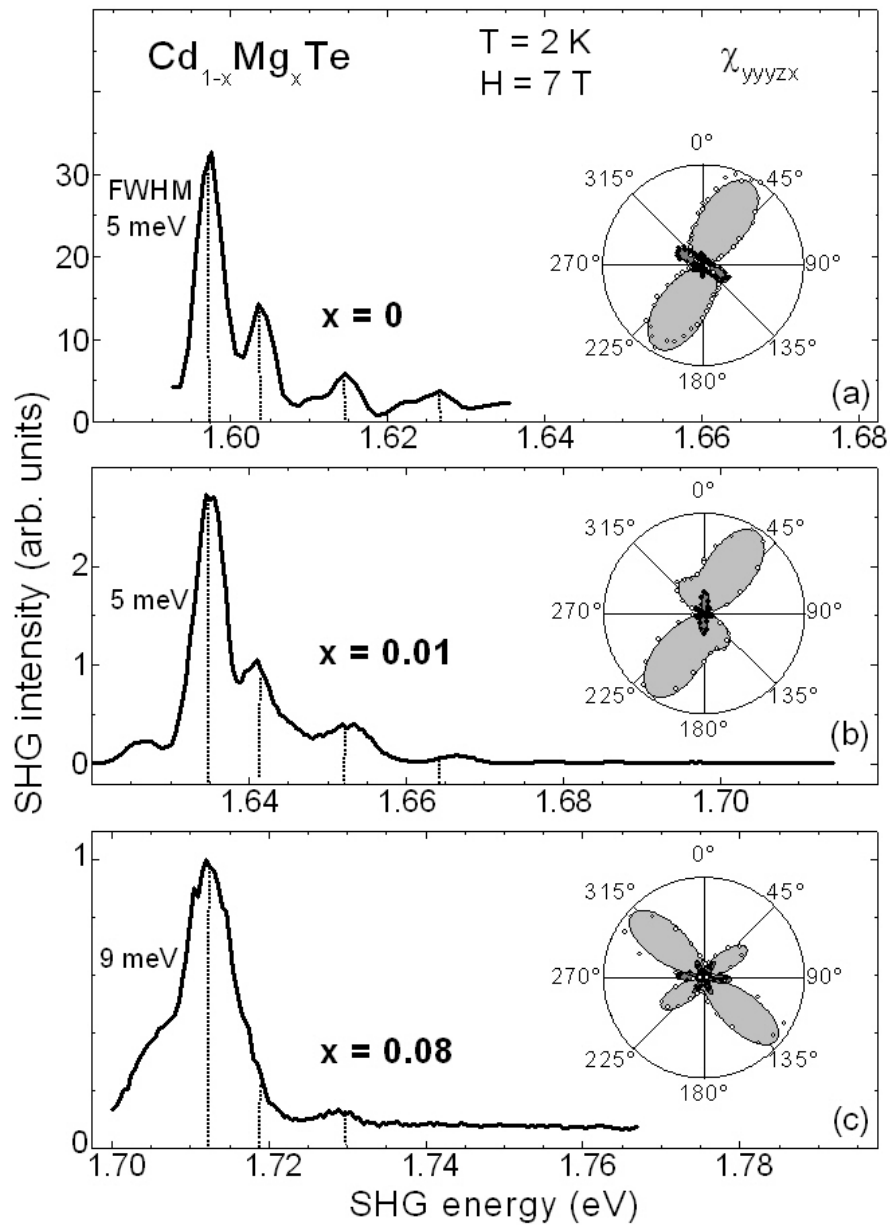 Cd1-xMgxTe
T = 2 K
H = 7 T
χyyyzx
FWHM
5 meV
x = 0
0°
45°
90°
135°
180°
225°
270°
315°
(a)
30
20
10
0
1.60 1.62 1.64 1.66 1.68
SHG intensity (arb. units)
5 meV
x = 0.01
0°
45°
90°
135°
180°
225°
270°
315°
(b)
2
1
0
1.64 1.66 1.68 1.70
9 meV
x = 0.08
0°
45°
90°
135°
180°
225°
270°
315°
(c)
1
0
1.70 1.72 1.74 1.76 1.78
SHG energy (eV)